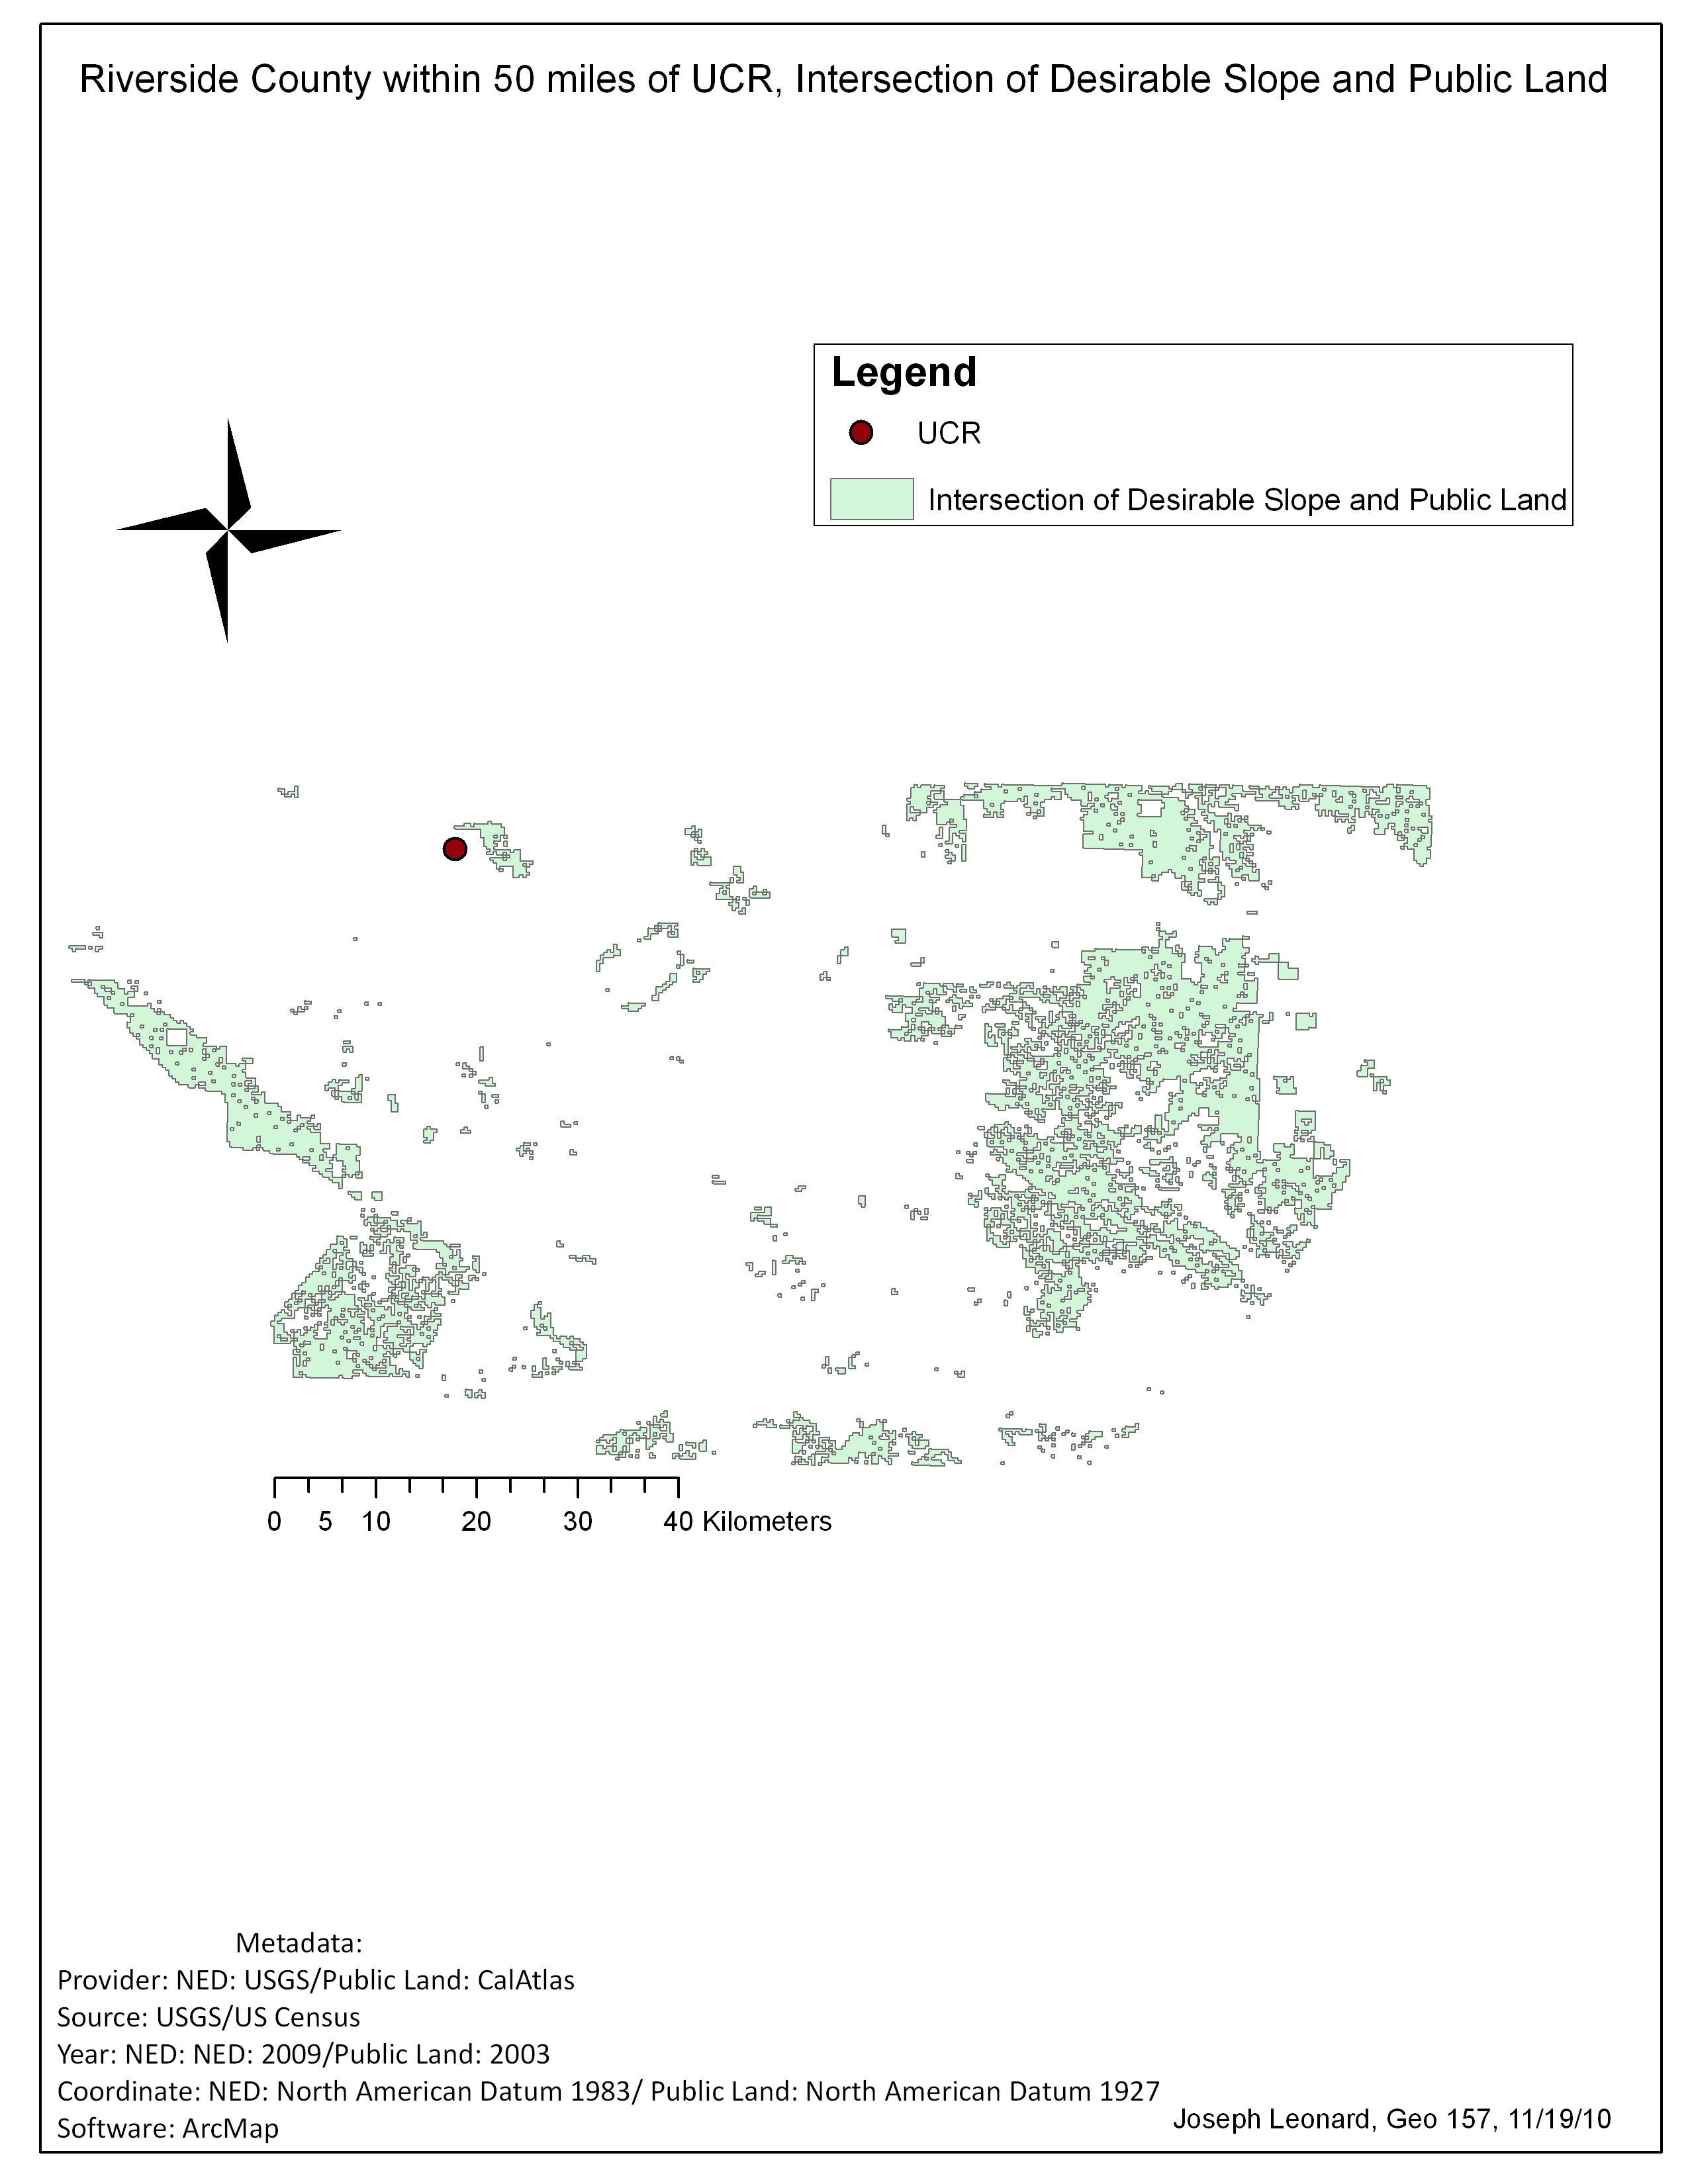 Riverside County within 50 miles of UCR, Intersection of Desirable Slope and Public Land
Legend
UCR
Intersection of Desirable Slope and Public Land
0 5 10 20 30 40 Kilometers
Metadata:
Provider: NED: USGS/Public Land: CalAtlas
Source: USGS/US Census
Year: NED: NED: 2009/Public Land: 2003
Coordinate: NED: North American Datum 1983/ Public Land: North American Datum 1927
Software: ArcMap
Joseph Leonard, Geo 157, 11/19/10